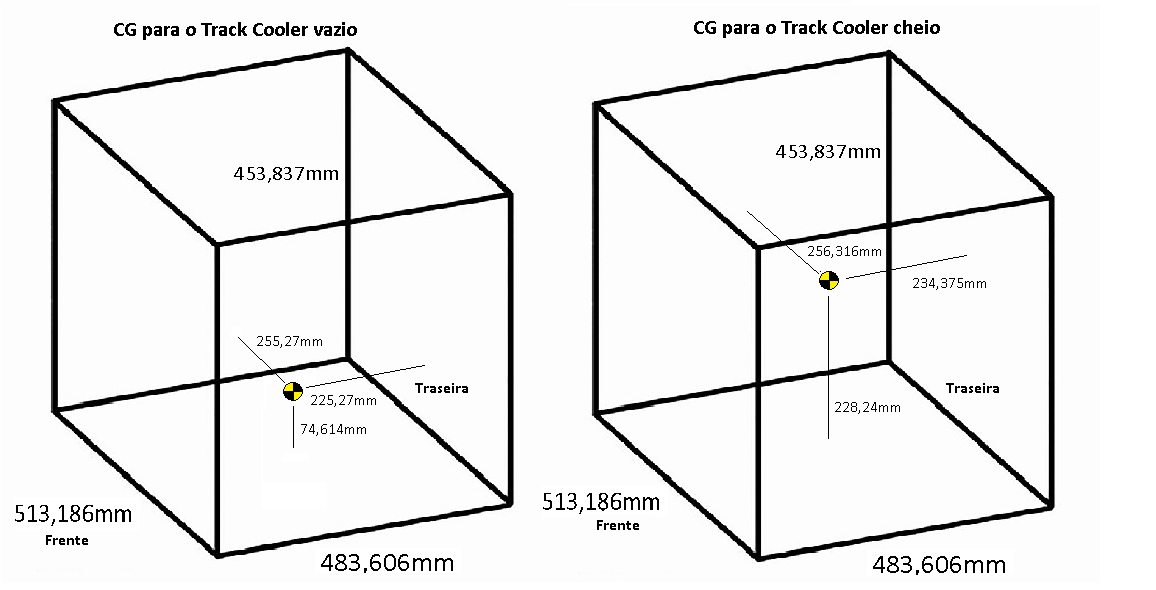 CG para o Track Cooler vazio
453,837mm
255,27mm
225,27mm
Traseira
74,614mm
513,186mm
Frente
483,606mm
CG para o Track Cooler cheio
453,837mm
256,316mm
234,375mm
Traseira
228,24mm
513,186mm
Frente
483,606mm